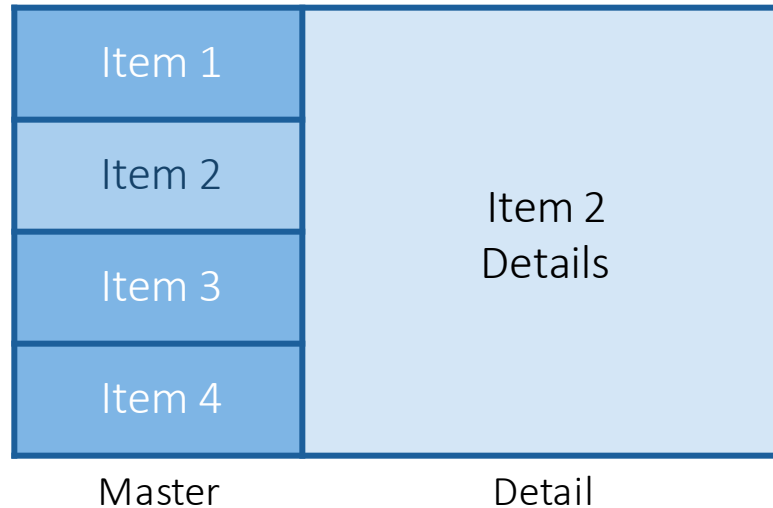 Item 1
Item 2
Item 3
Item 4
Item 2
Details
Master
Detail